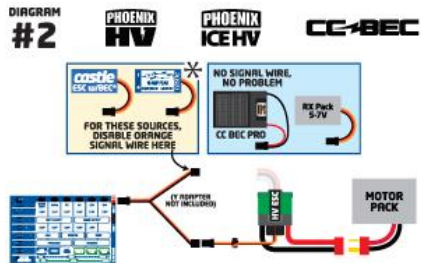 DIAGRAM
#2
PHOENIX
HV
PHOENIX
ICE HV
CC BEC
castle
ESC w/BEC*
NO SIGNAL WIRE,
NO PROBLEM
CC BEC PRO
RX Pack
5-7V
FOR THESE SOURCES,
DISABLE ORANGE
SIGNAL WIRE HERE
(Y ADAPTER
NOT INCLUDED)
HV ESC
MOTOR
PACK